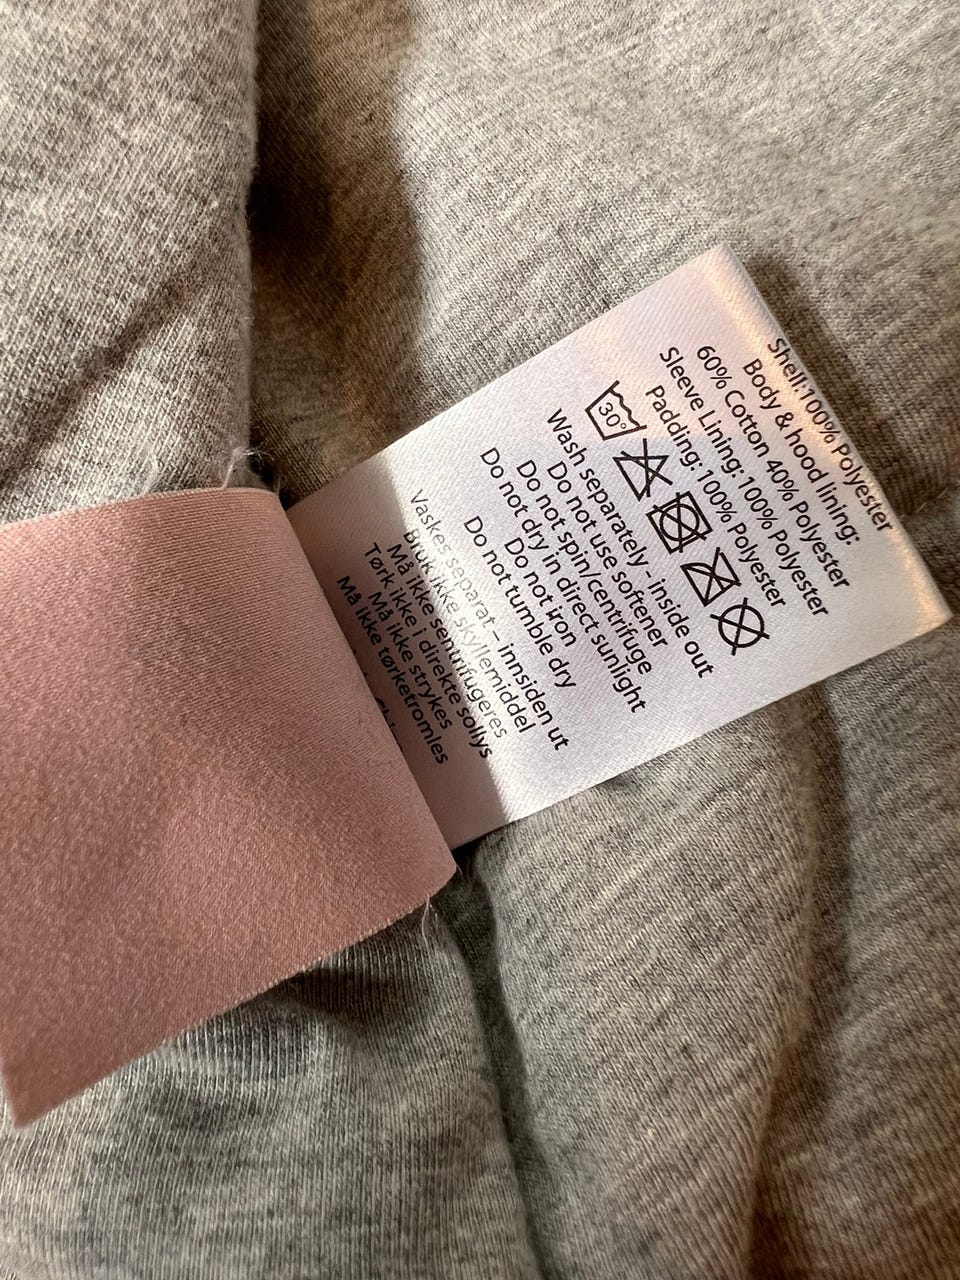 Shell:100% Polyester
Body & hood lining:
60% Cotton 40% Polyester
Sleeve Lining: 100% Polyester
Padding: 100% Polyester
30°
Wash separately - inside out
Do not use softener
Do not spin/centrifuge
Do not dry in direct sunlight
Do not iron
Do not tumble dry
Vaskes separat – innsiden ut
Bruk ikke skyllemiddel
Må ikke sentrifugeres
Tørk ikke i direkte sollys
Må ikke strykes
Må ikke tørketromles